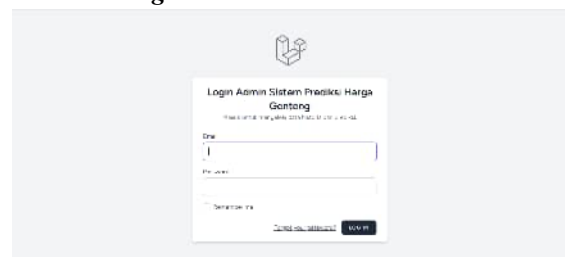 Login Admin Sistem Prediksi Harga
Genteng
Email
Password
Remember me
Forgot your password?
LOG IN